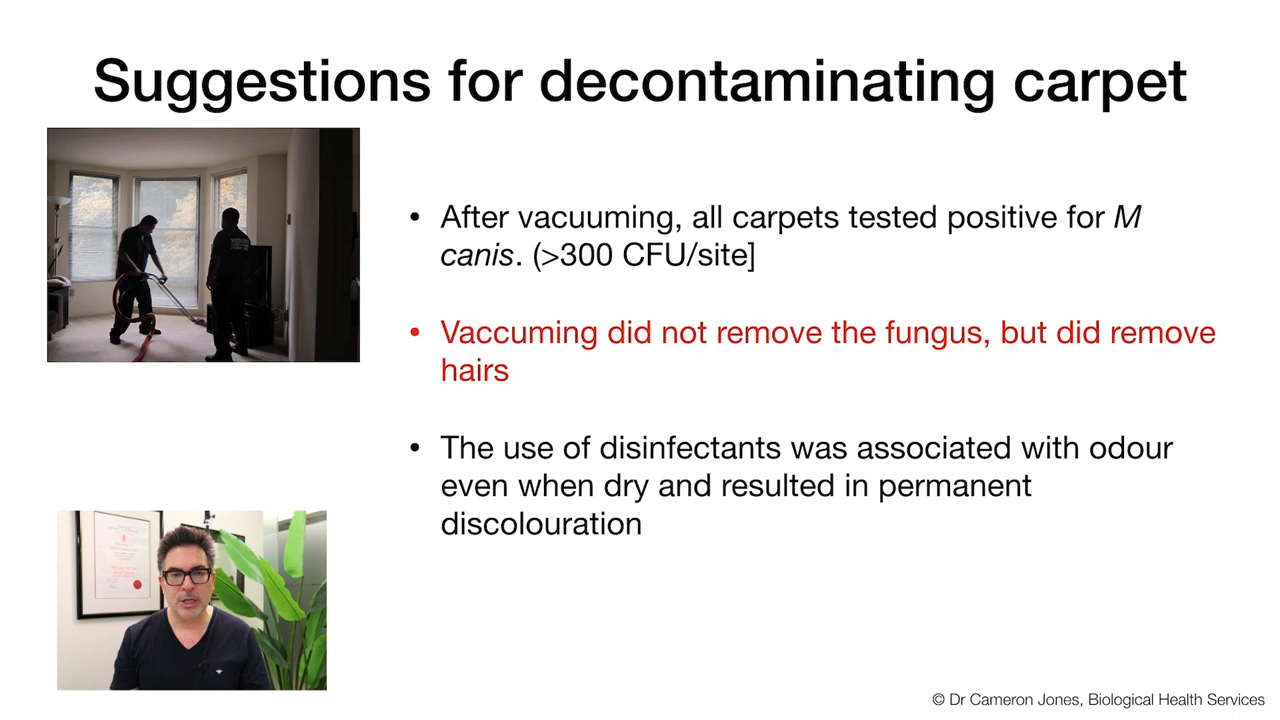 Suggestions for decontaminating carpet
• After vacuuming, all carpets tested positive for M
canis. (>300 CFU/site]
• Vaccuming did not remove the fungus, but did remove
hairs
• The use of disinfectants was associated with odour
even when dry and resulted in permanent
discolouration
© Dr Cameron Jones, Biological Health Services